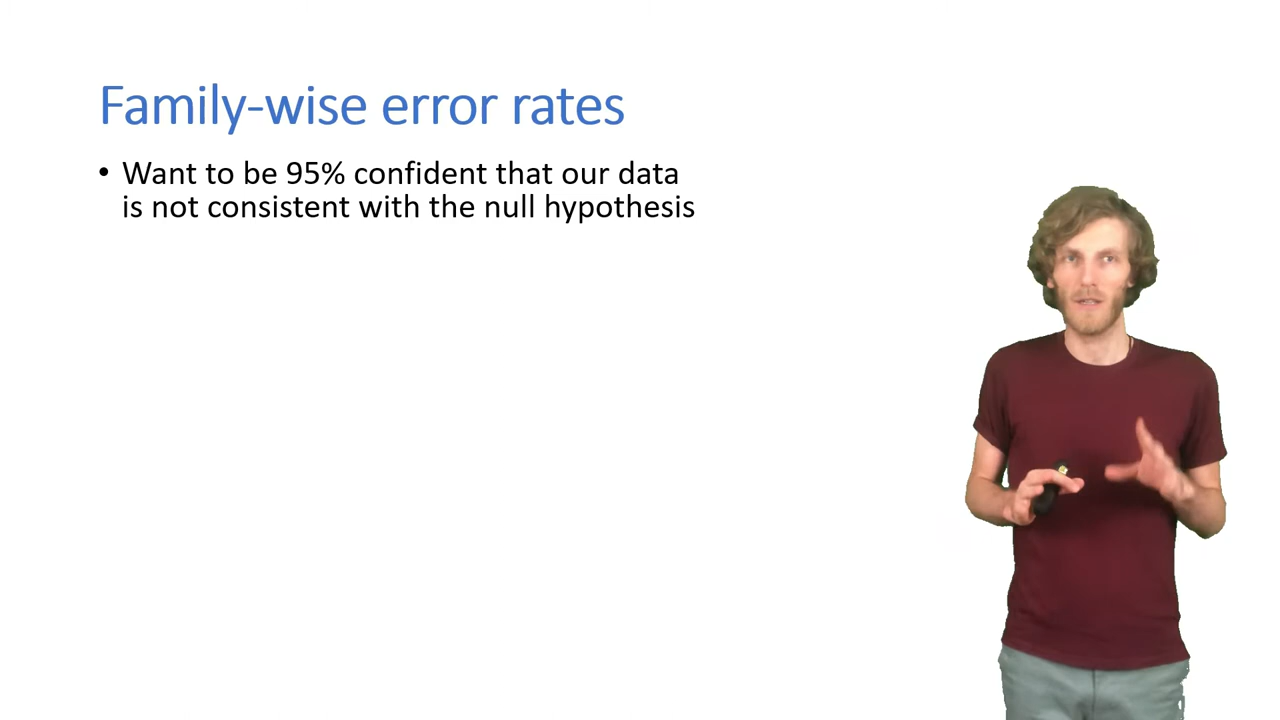 Family-wise error rates
• Want to be 95% confident that our data
is not consistent with the null hypothesis